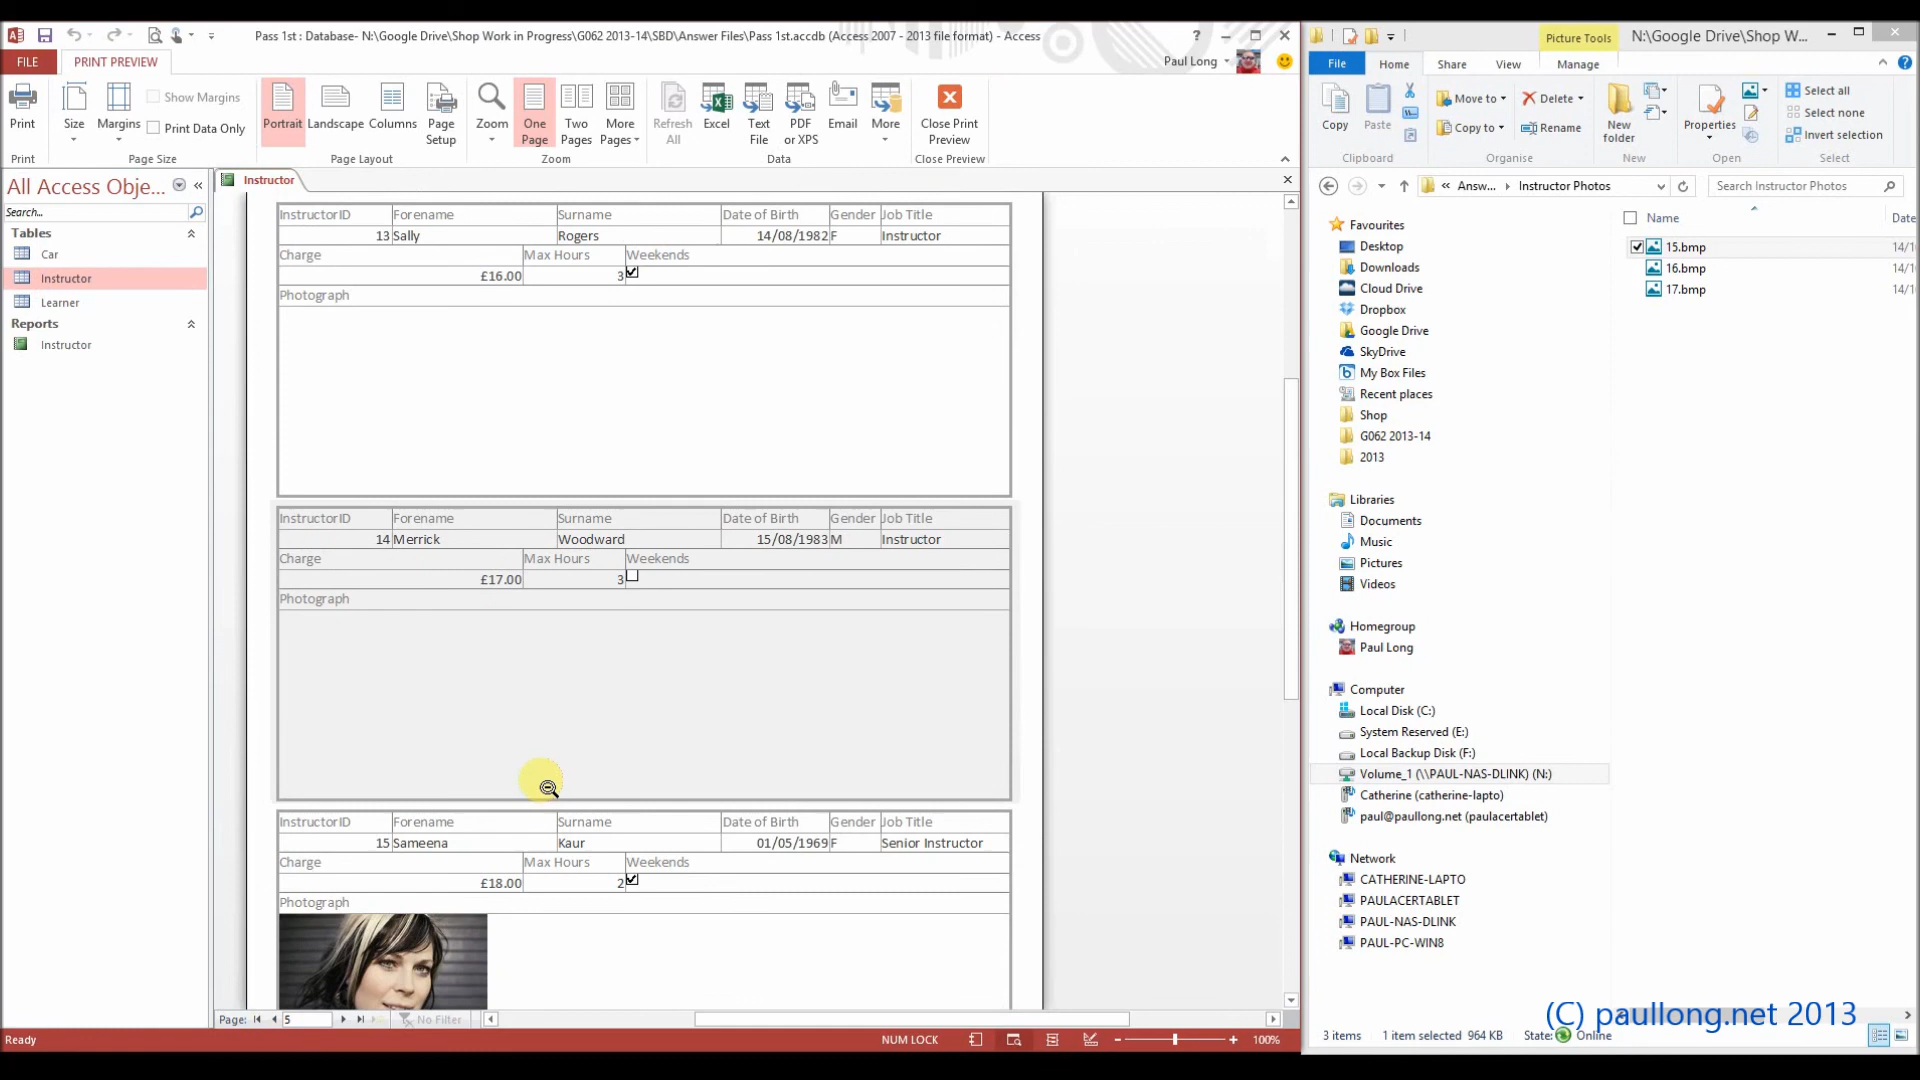 Pass 1st : Database- N:\Google Drive\Shop Work in Progress\G062 2013-14\SBD\Answer Files\Pass 1st.accdb (Access 2007 - 2013 file format) - Access
FILE PRINT PREVIEW Paul Long
Print Size Margins Show Margins Print Data Only
Portrait Landscape Columns Page Setup
Zoom One Page Two Pages More Pages
Refresh All Excel Text File PDF or XPS Email More
Close Print Preview
Print Page Size Page Layout Zoom Data Close Preview
All Access Obje...
Search...
Tables
Car
Instructor
Learner
Reports
Instructor
Instructor
InstructorID Forename Surname Date of Birth Gender Job Title
13 Sally Rogers 14/08/1982 F Instructor
Charge Max Hours Weekends
£16.00 3
Photograph
InstructorID Forename Surname Date of Birth Gender Job Title
14 Merrick Woodward 15/08/1983 M Instructor
Charge Max Hours Weekends
£17.00 3
Photograph
InstructorID Forename Surname Date of Birth Gender Job Title
15 Sameena Kaur 01/05/1969 F Senior Instructor
Charge Max Hours Weekends
£18.00 2
Photograph
Page: 5 No Filter
Ready NUM LOCK 100%
Picture Tools N:\Google Drive\Shop W...
File Home Share View Manage
Copy Paste Move to Copy to Delete Rename New folder Properties Select all Select none Invert selection
Clipboard Organise New Open Select
Answ... Instructor Photos Search Instructor Photos
Name Date
15.bmp 14/1
16.bmp 14/1
17.bmp 14/1
Favourites
Desktop
Downloads
Cloud Drive
Dropbox
Google Drive
SkyDrive
My Box Files
Recent places
Shop
G062 2013-14
2013
Libraries
Documents
Music
Pictures
Videos
Homegroup
Paul Long
Computer
Local Disk (C:)
System Reserved (E:)
Local Backup Disk (F:)
Volume_1 (\\PAUL-NAS-DLINK) (N:)
Catherine (catherine-lapto)
paul@paullong.net (paulacertablet)
Network
CATHERINE-LAPTO
PAULACERTABLET
PAUL-NAS-DLINK
PAUL-PC-WIN8
(C) paullong.net 2013
3 items 1 item selected 964 KB State: Online